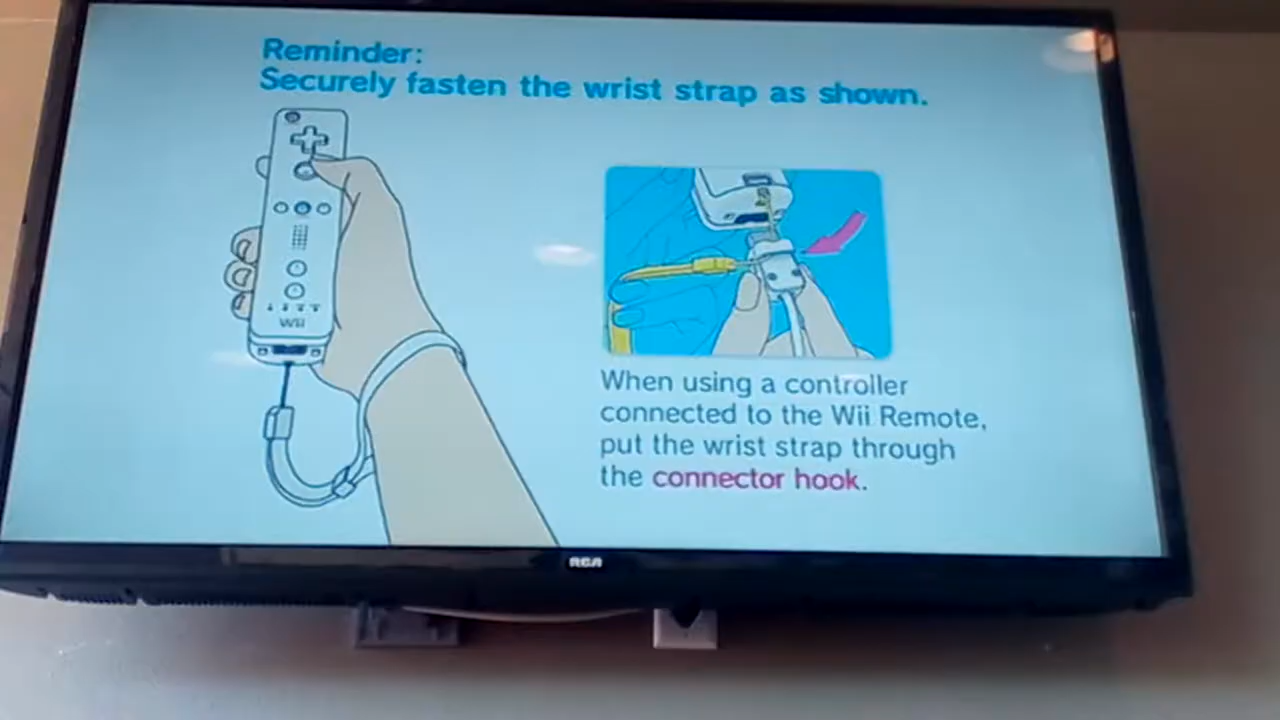 Reminder:
Securely fasten the wrist strap as shown.
Wii
When using a controller
connected to the Wii Remote,
put the wrist strap through
the connector hook.
RCA